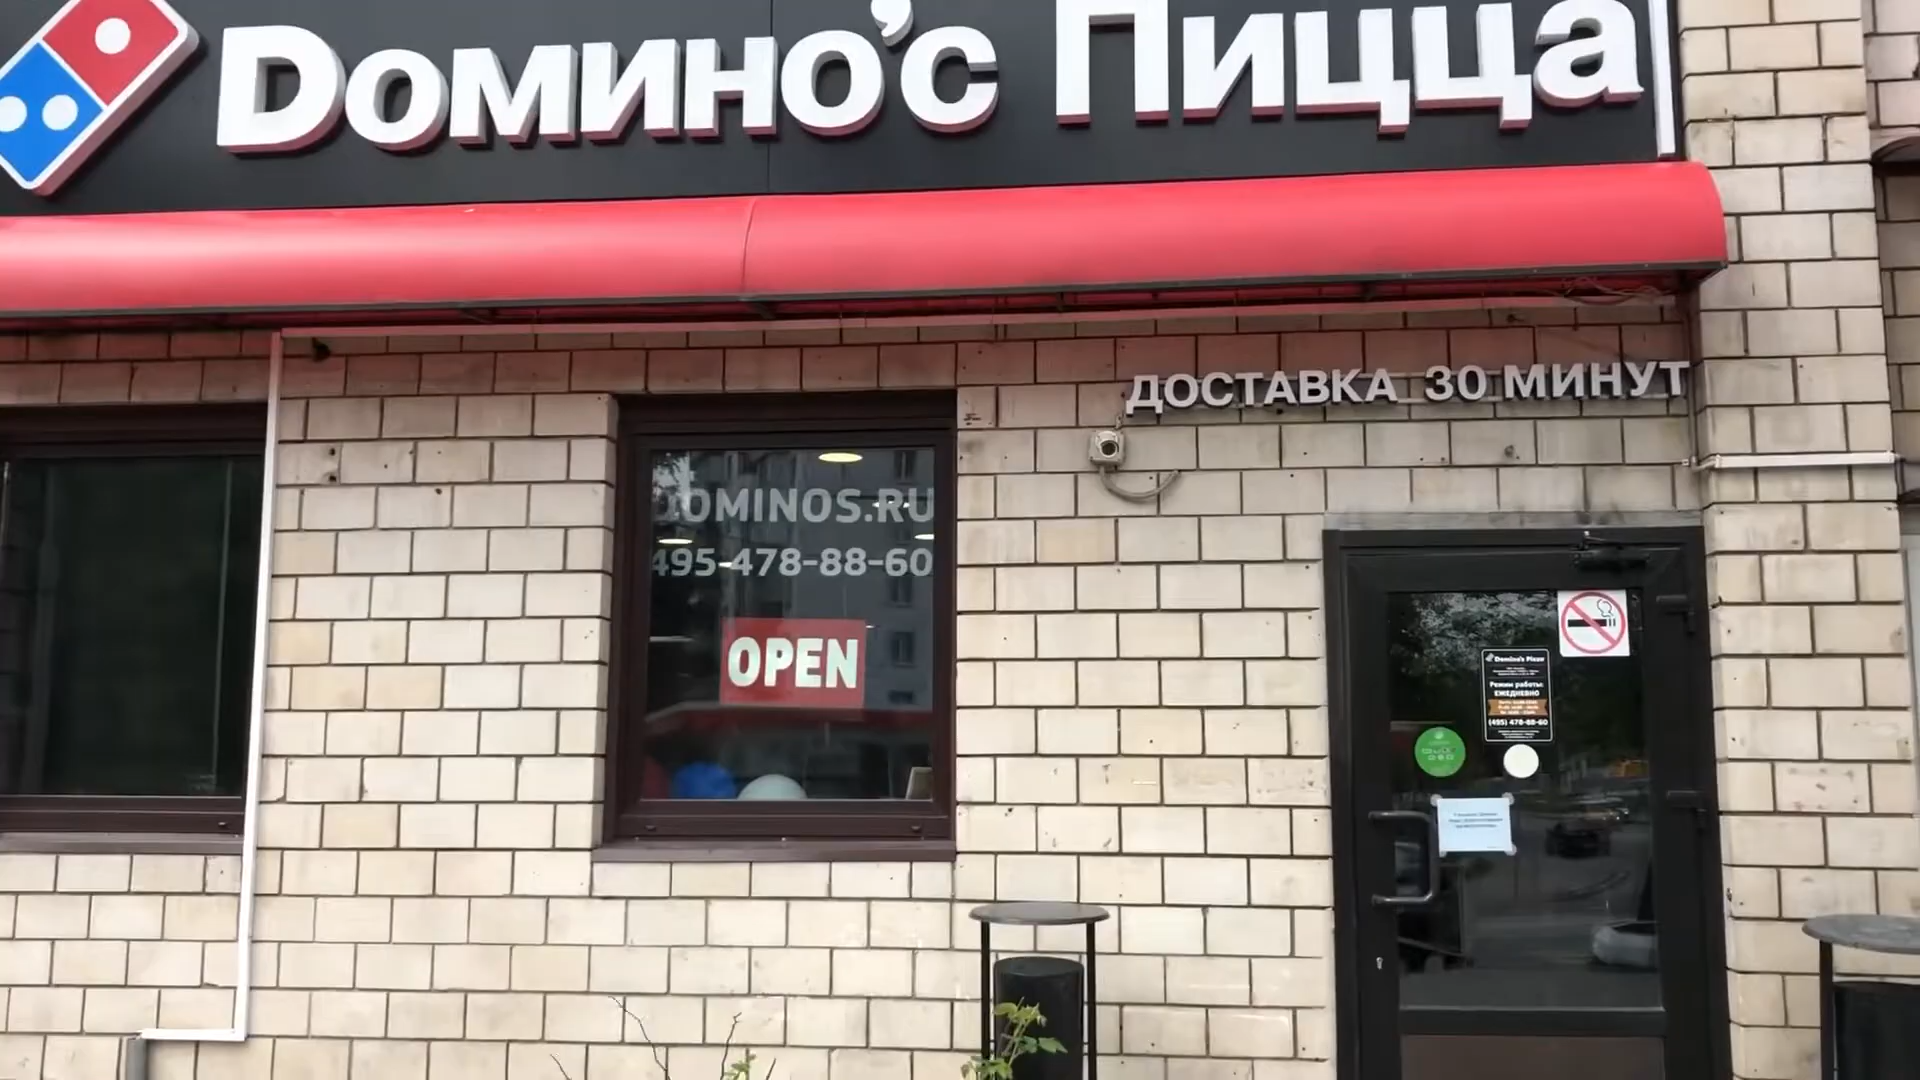 Dомино'с Пицца
ДОСТАВКА 30 МИНУТ
DOMINOS.RU
495-478-88-60
OPEN
Domino's Pizza
Режим работы:
ЕЖЕДНЕВНО
(495) 478-88-60